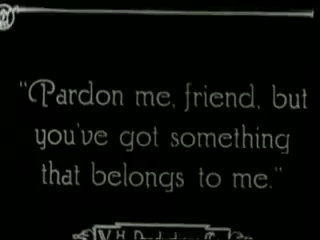 "Pardon me, friend, but
you've got something
that belongs to me."